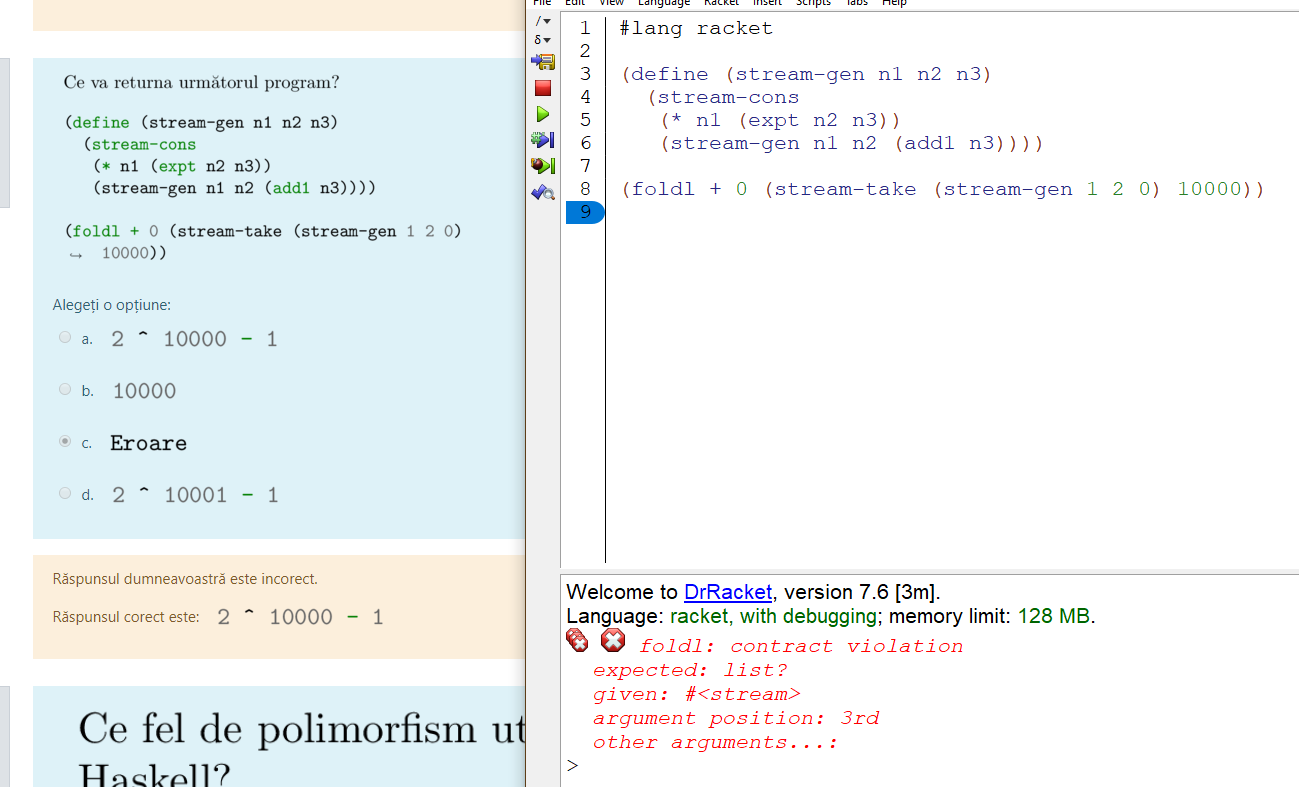 Ce va returna următorul program?
(define (stream-gen n1 n2 n3)
(stream-cons
(* n1 (expt n2 n3))
(stream-gen n1 n2 (add1 n3))))
(foldl + 0 (stream-take (stream-gen 1 2 0)
↪ 10000))
Alegeți o opțiune:
a. 2 ^ 10000 - 1
b. 10000
c. Eroare
d. 2 ^ 10001 - 1
Răspunsul dumneavoastră este incorect.
Răspunsul corect este: 2 ^ 10000 - 1
Ce fel de polimorfism ut
Haskell?
File Edit View Language Racket Insert Scripts Tabs Help
1 #lang racket
2
3 (define (stream-gen n1 n2 n3)
4 (stream-cons
5 (* n1 (expt n2 n3))
6 (stream-gen n1 n2 (add1 n3))))
7
8 (foldl + 0 (stream-take (stream-gen 1 2 0) 10000))
9
Welcome to DrRacket, version 7.6 [3m].
Language: racket, with debugging; memory limit: 128 MB.
foldl: contract violation
expected: list?
given: #<stream>
argument position: 3rd
other arguments...:
>